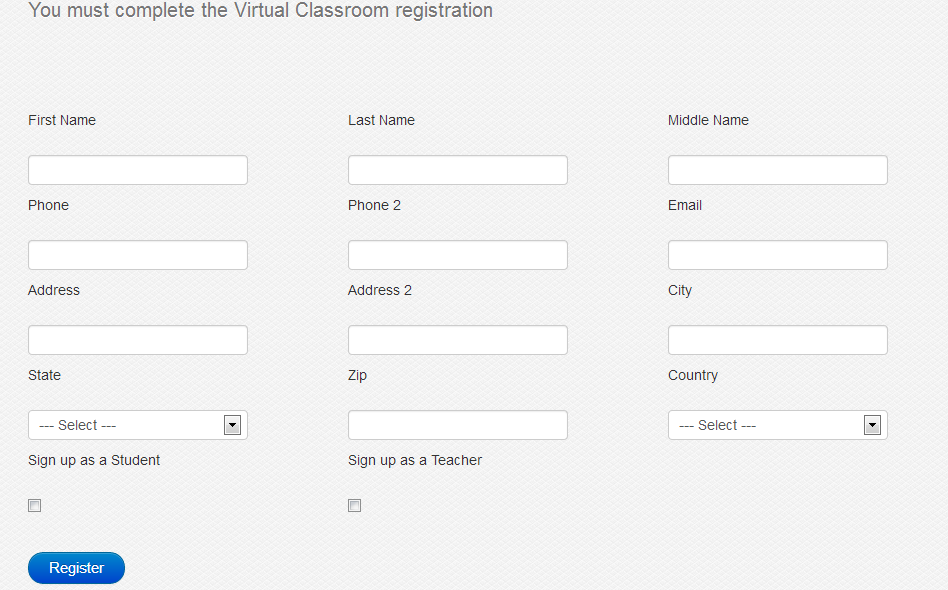 You must complete the Virtual Classroom registration
First Name Last Name Middle Name
Phone Phone 2 Email
Address Address 2 City
State Zip Country
--- Select --- --- Select ---
Sign up as a Student Sign up as a Teacher
Register